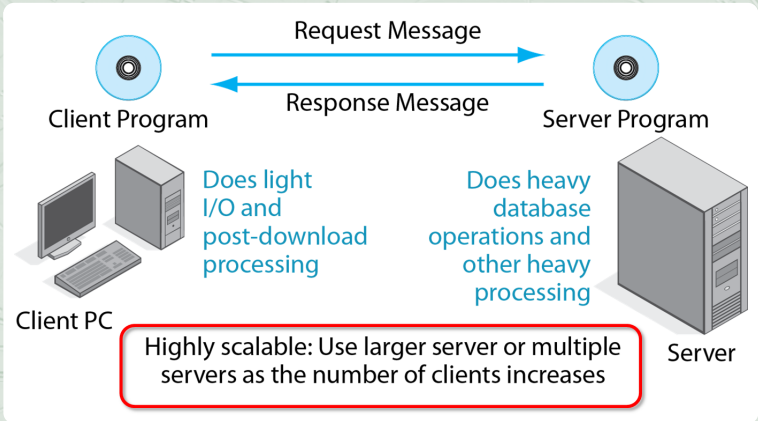 Request Message
Response Message
Client Program
Server Program
Does light
I/O and
post-download
processing
Does heavy
database
operations and
other heavy
processing
Client PC
Server
Highly scalable: Use larger server or multiple
servers as the number of clients increases